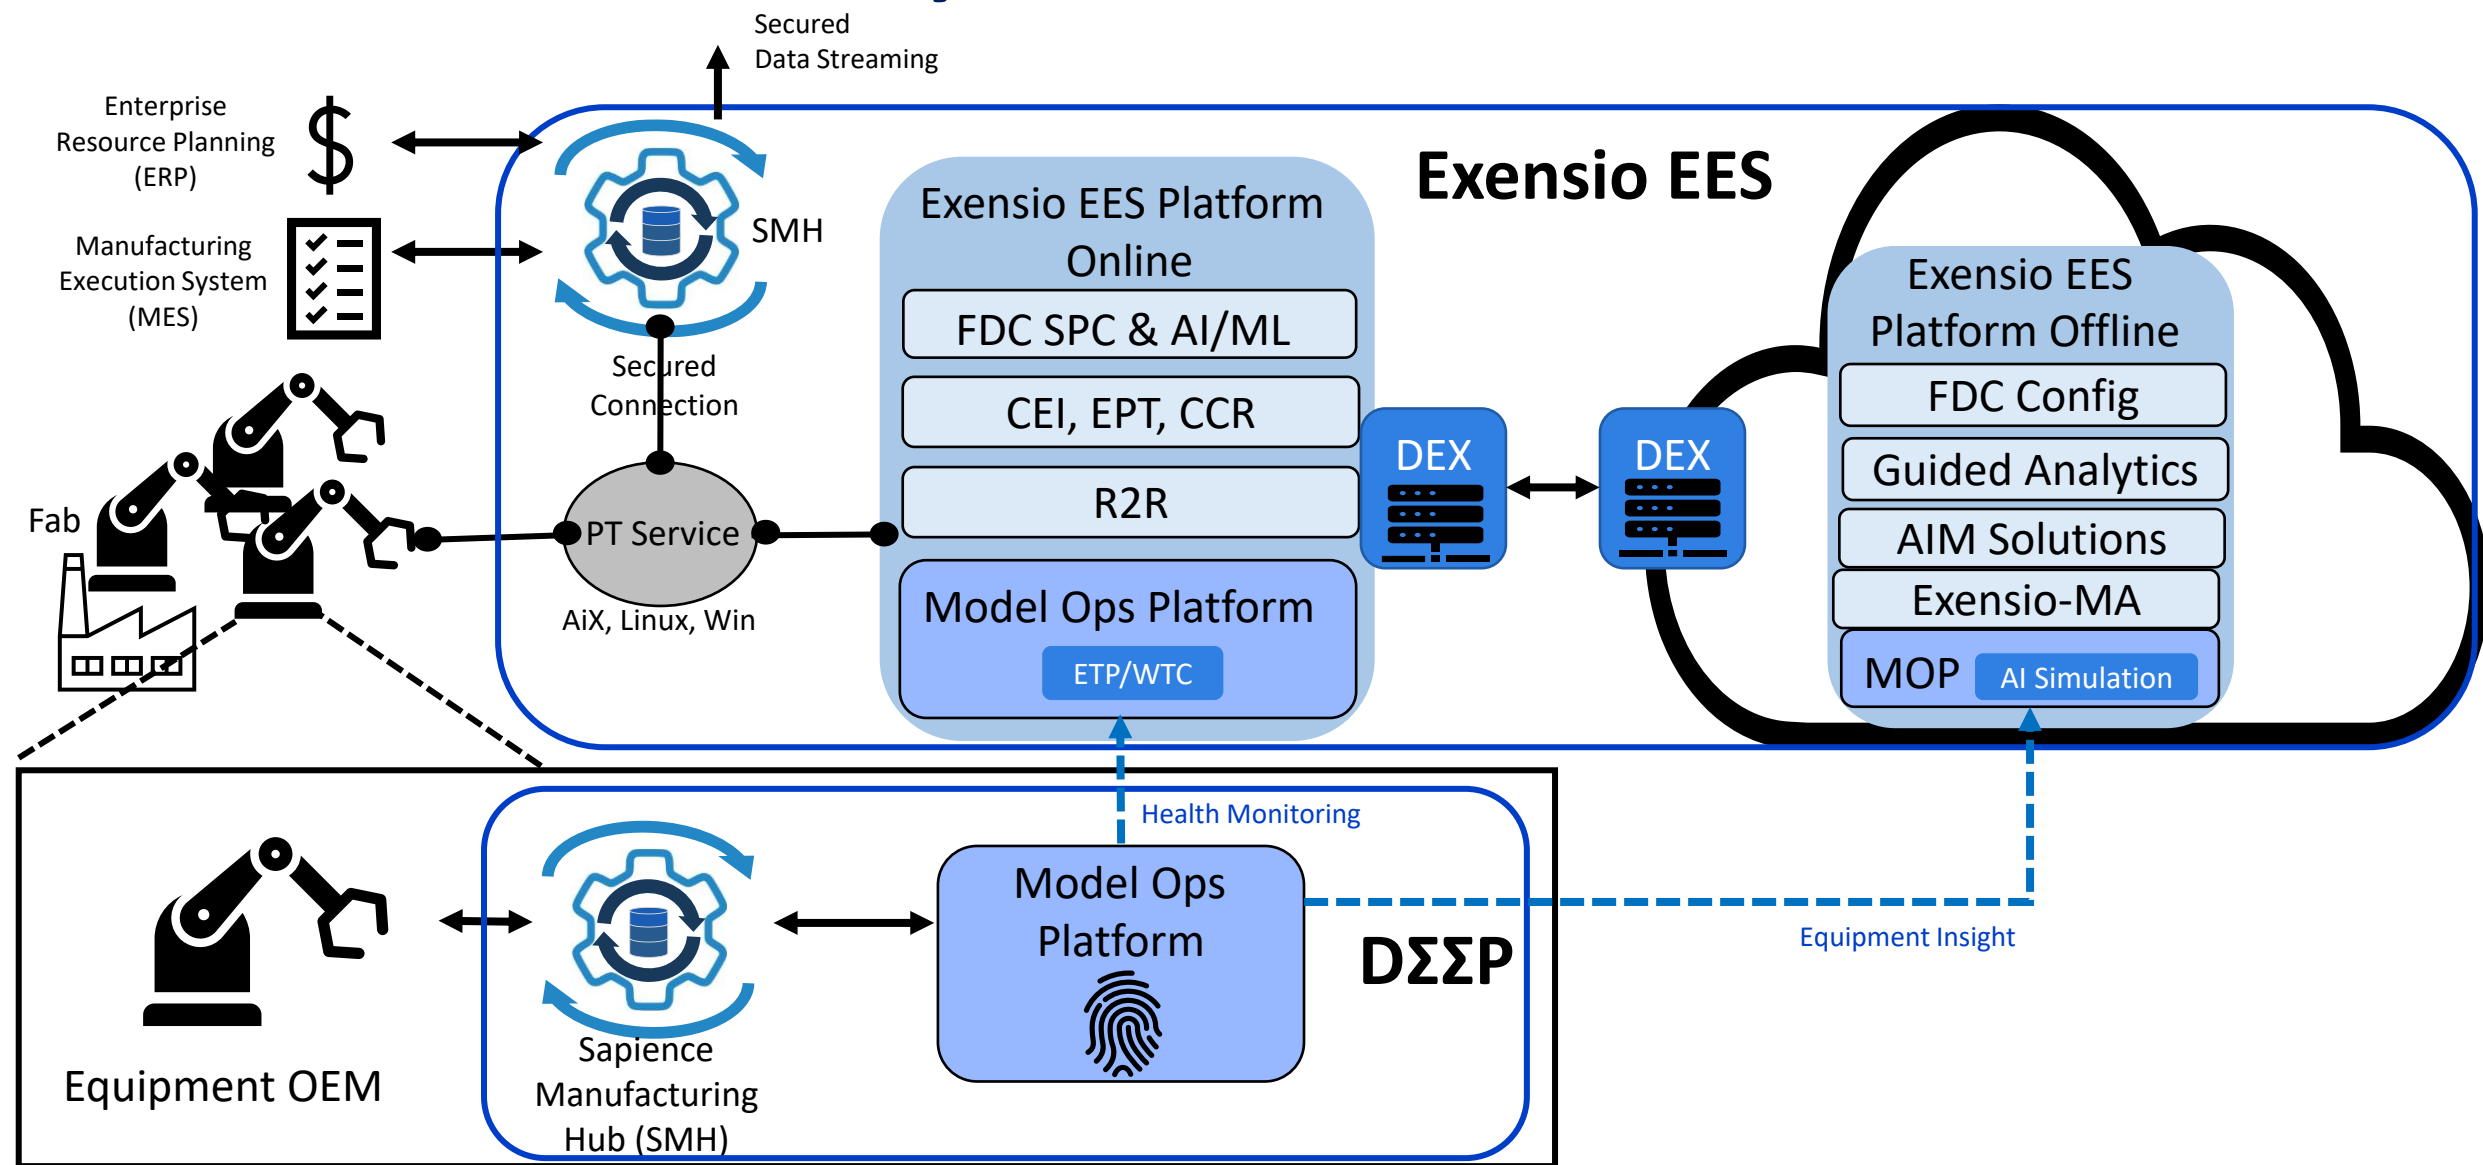 Secured
Data Streaming
Enterprise
Resource Planning
(ERP)
Manufacturing
Execution System
(MES)
Fab
SMH
Secured
Connection
PT Service
AiX, Linux, Win
Exensio EES Platform
Online
FDC SPC & AI/ML
CEI, EPT, CCR
R2R
Model Ops Platform
ETP/WTC
Exensio EES
DEX
DEX
Exensio EES
Platform Offline
FDC Config
Guided Analytics
AIM Solutions
Exensio-MA
MOP
AI Simulation
Health Monitoring
Equipment Insight
Equipment OEM
Sapience
Manufacturing
Hub (SMH)
Model Ops
Platform
DΣΣP